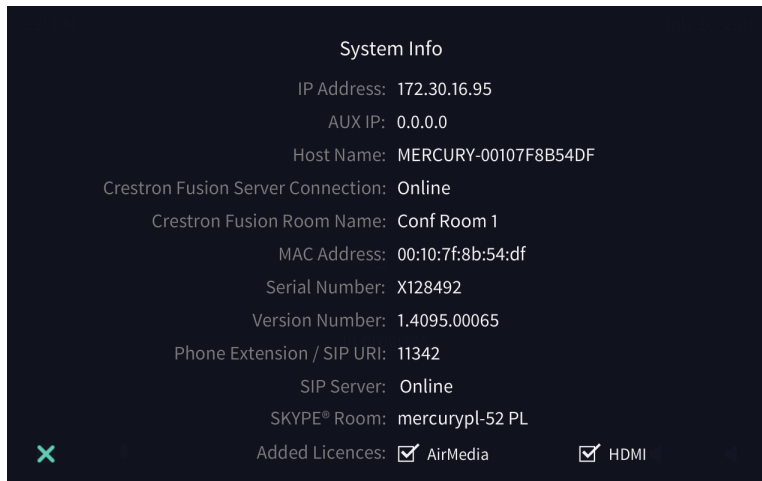 System Info
IP Address: 172.30.16.95
AUX IP: 0.0.0.0
Host Name: MERCURY-00107F8B54DF
Crestron Fusion Server Connection: Online
Crestron Fusion Room Name: Conf Room 1
MAC Address: 00:10:7f:8b:54:df
Serial Number: X128492
Version Number: 1.4095.00065
Phone Extension / SIP URI: 11342
SIP Server: Online
SKYPE® Room: mercurypl-52 PL
Added Licences: AirMedia HDMI